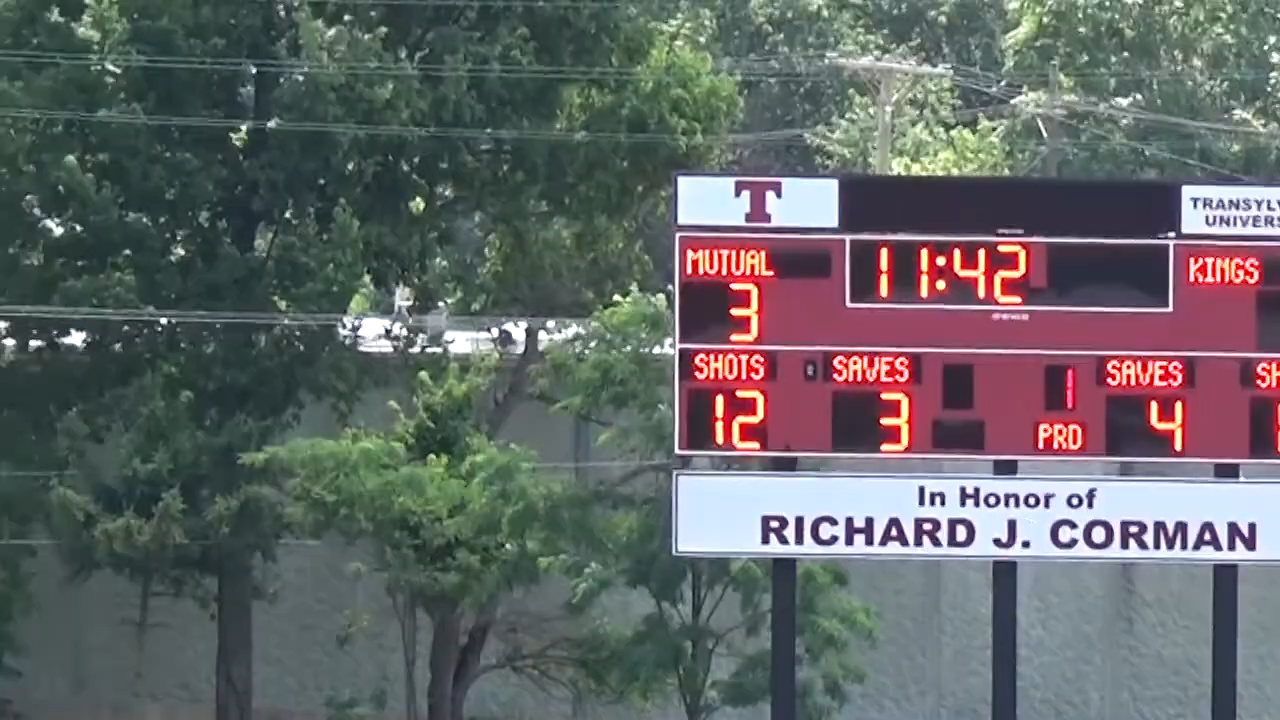 T
TRANSYLV
UNIVERS
MUTUAL
11:42
KINGS
3
SHOTS
SAVES
1
SAVES
SH
12
3
PRD
4
In Honor of
RICHARD J. CORMAN